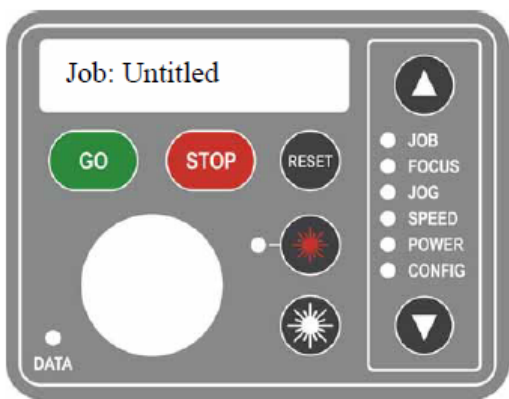 Job: Untitled
GO
STOP
RESET
JOB
FOCUS
JOG
SPEED
POWER
CONFIG
DATA